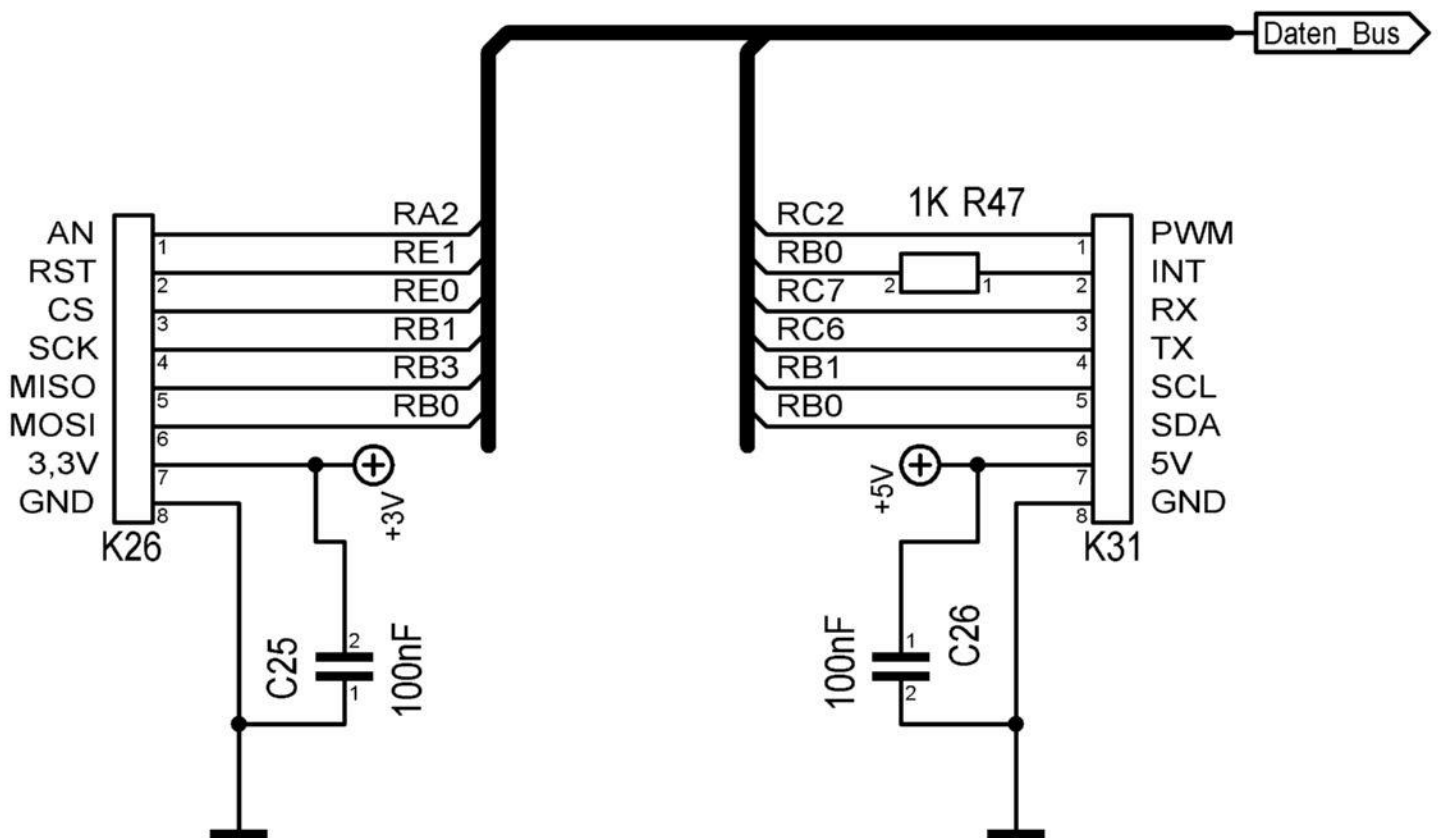 Daten_Bus
1K R47
AN 1 RA2
RST 2 RE1
CS 3 RE0
SCK 4 RB1
MISO 5 RB3
MOSI 6 RB0
3,3V 7
GND 8
K26
+3V
C25
2
1
100nF
RC2 1 PWM
RB0 2 1 2 INT
RC7 3 RX
RC6 4 TX
RB1 5 SCL
RB0 6 SDA
+5V
7 5V
8 GND
K31
100nF
1
2
C26